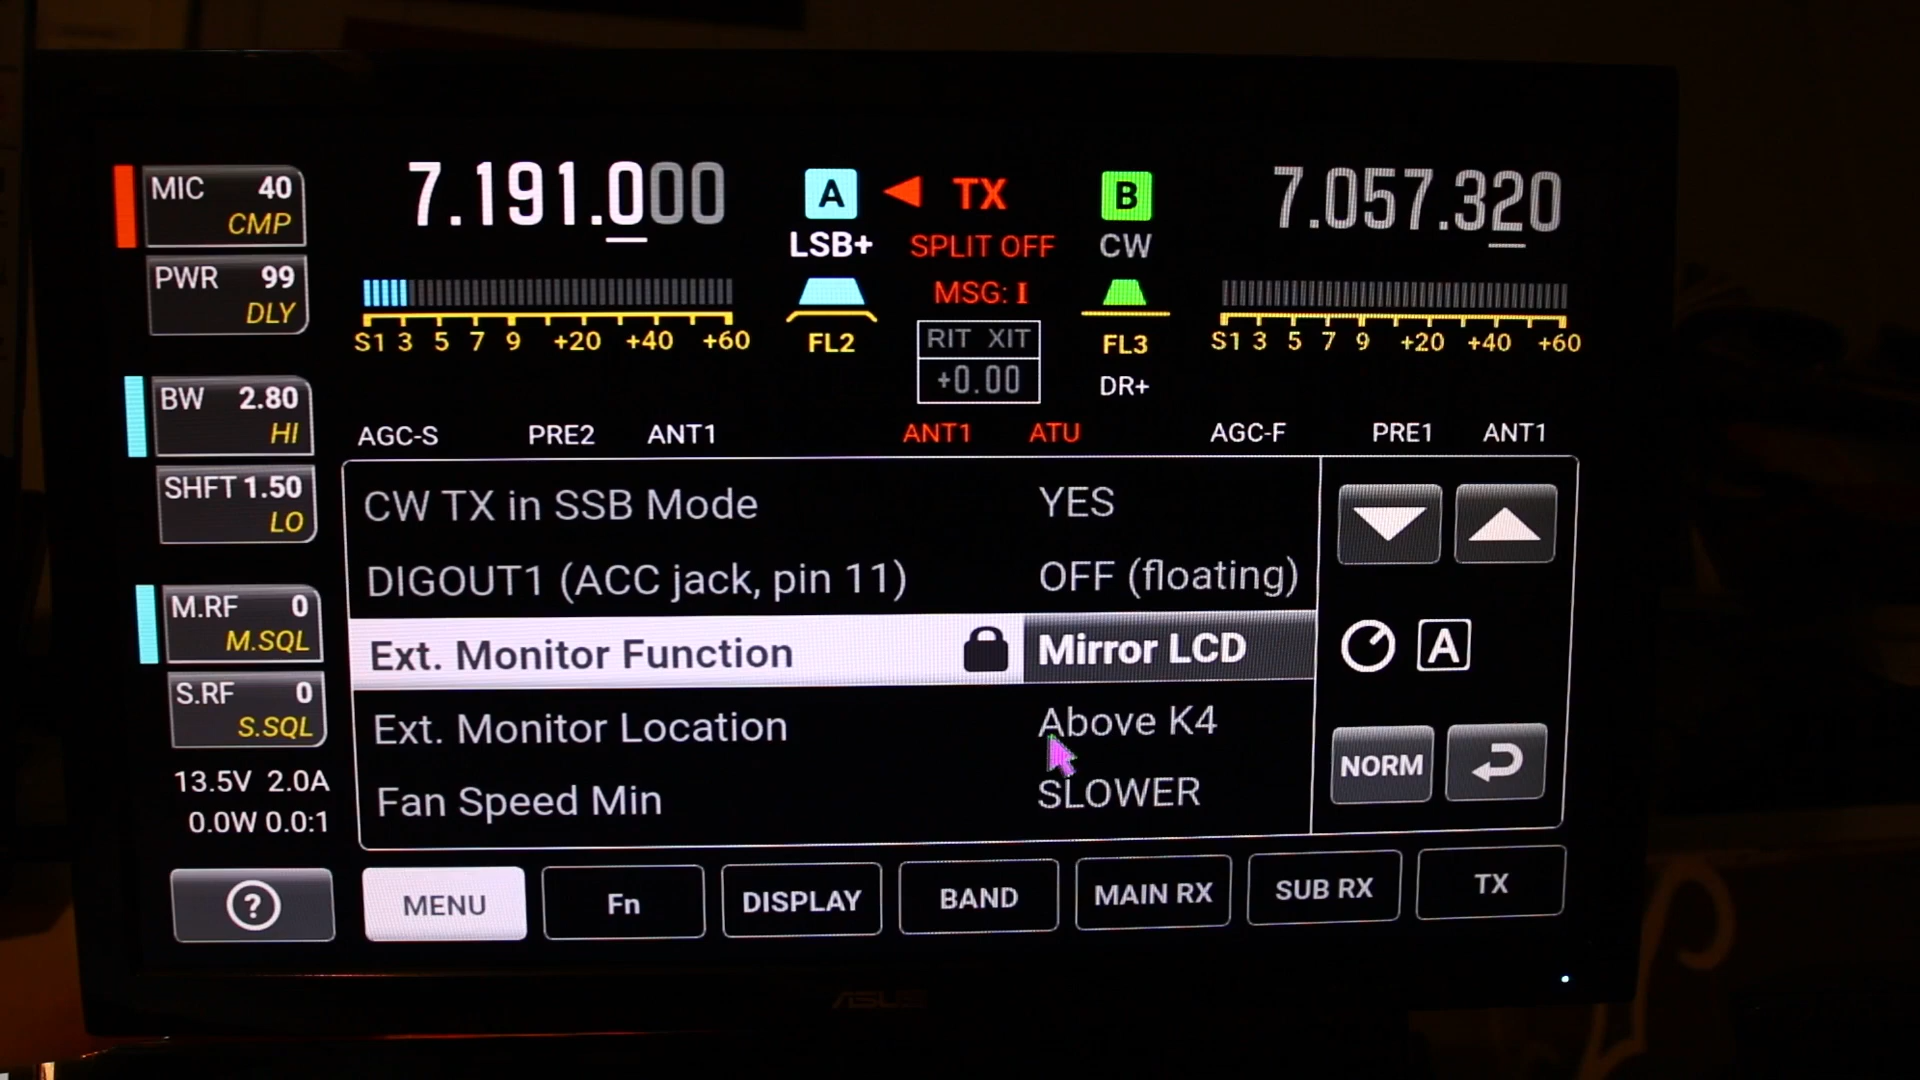 MIC 40
CMP
PWR 99
DLY
BW 2.80
HI
SHFT 1.50
LO
M.RF 0
M.SQL
S.RF 0
S.SQL
13.5V 2.0A
0.0W 0.0:1
7.191.000
A
TX
B
7.057.320
LSB+
SPLIT OFF
CW
MSG: I
S1 3 5 7 9 +20 +40 +60
FL2
RIT XIT
+0.00
FL3
DR+
S1 3 5 7 9 +20 +40 +60
AGC-S PRE2 ANT1
ANT1 ATU
AGC-F PRE1 ANT1
CW TX in SSB Mode YES
DIGOUT1 (ACC jack, pin 11) OFF (floating)
Ext. Monitor Function Mirror LCD
Ext. Monitor Location Above K4
Fan Speed Min SLOWER
A
NORM
?
MENU
Fn
DISPLAY
BAND
MAIN RX
SUB RX
TX
ASUS